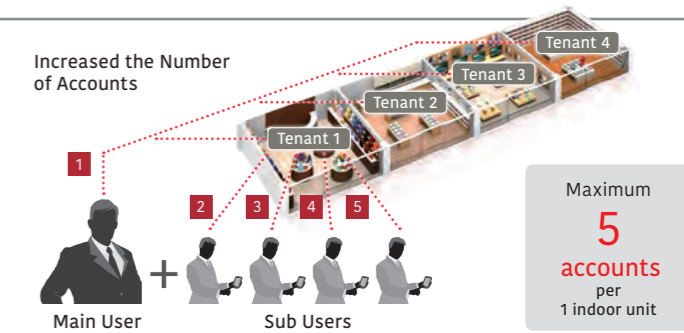 Increased the Number
of Accounts
Tenant 4
Tenant 3
Tenant 2
Tenant 1
1
2
3
4
5
+
Main User
Sub Users
Maximum
5
accounts
per
1 indoor unit